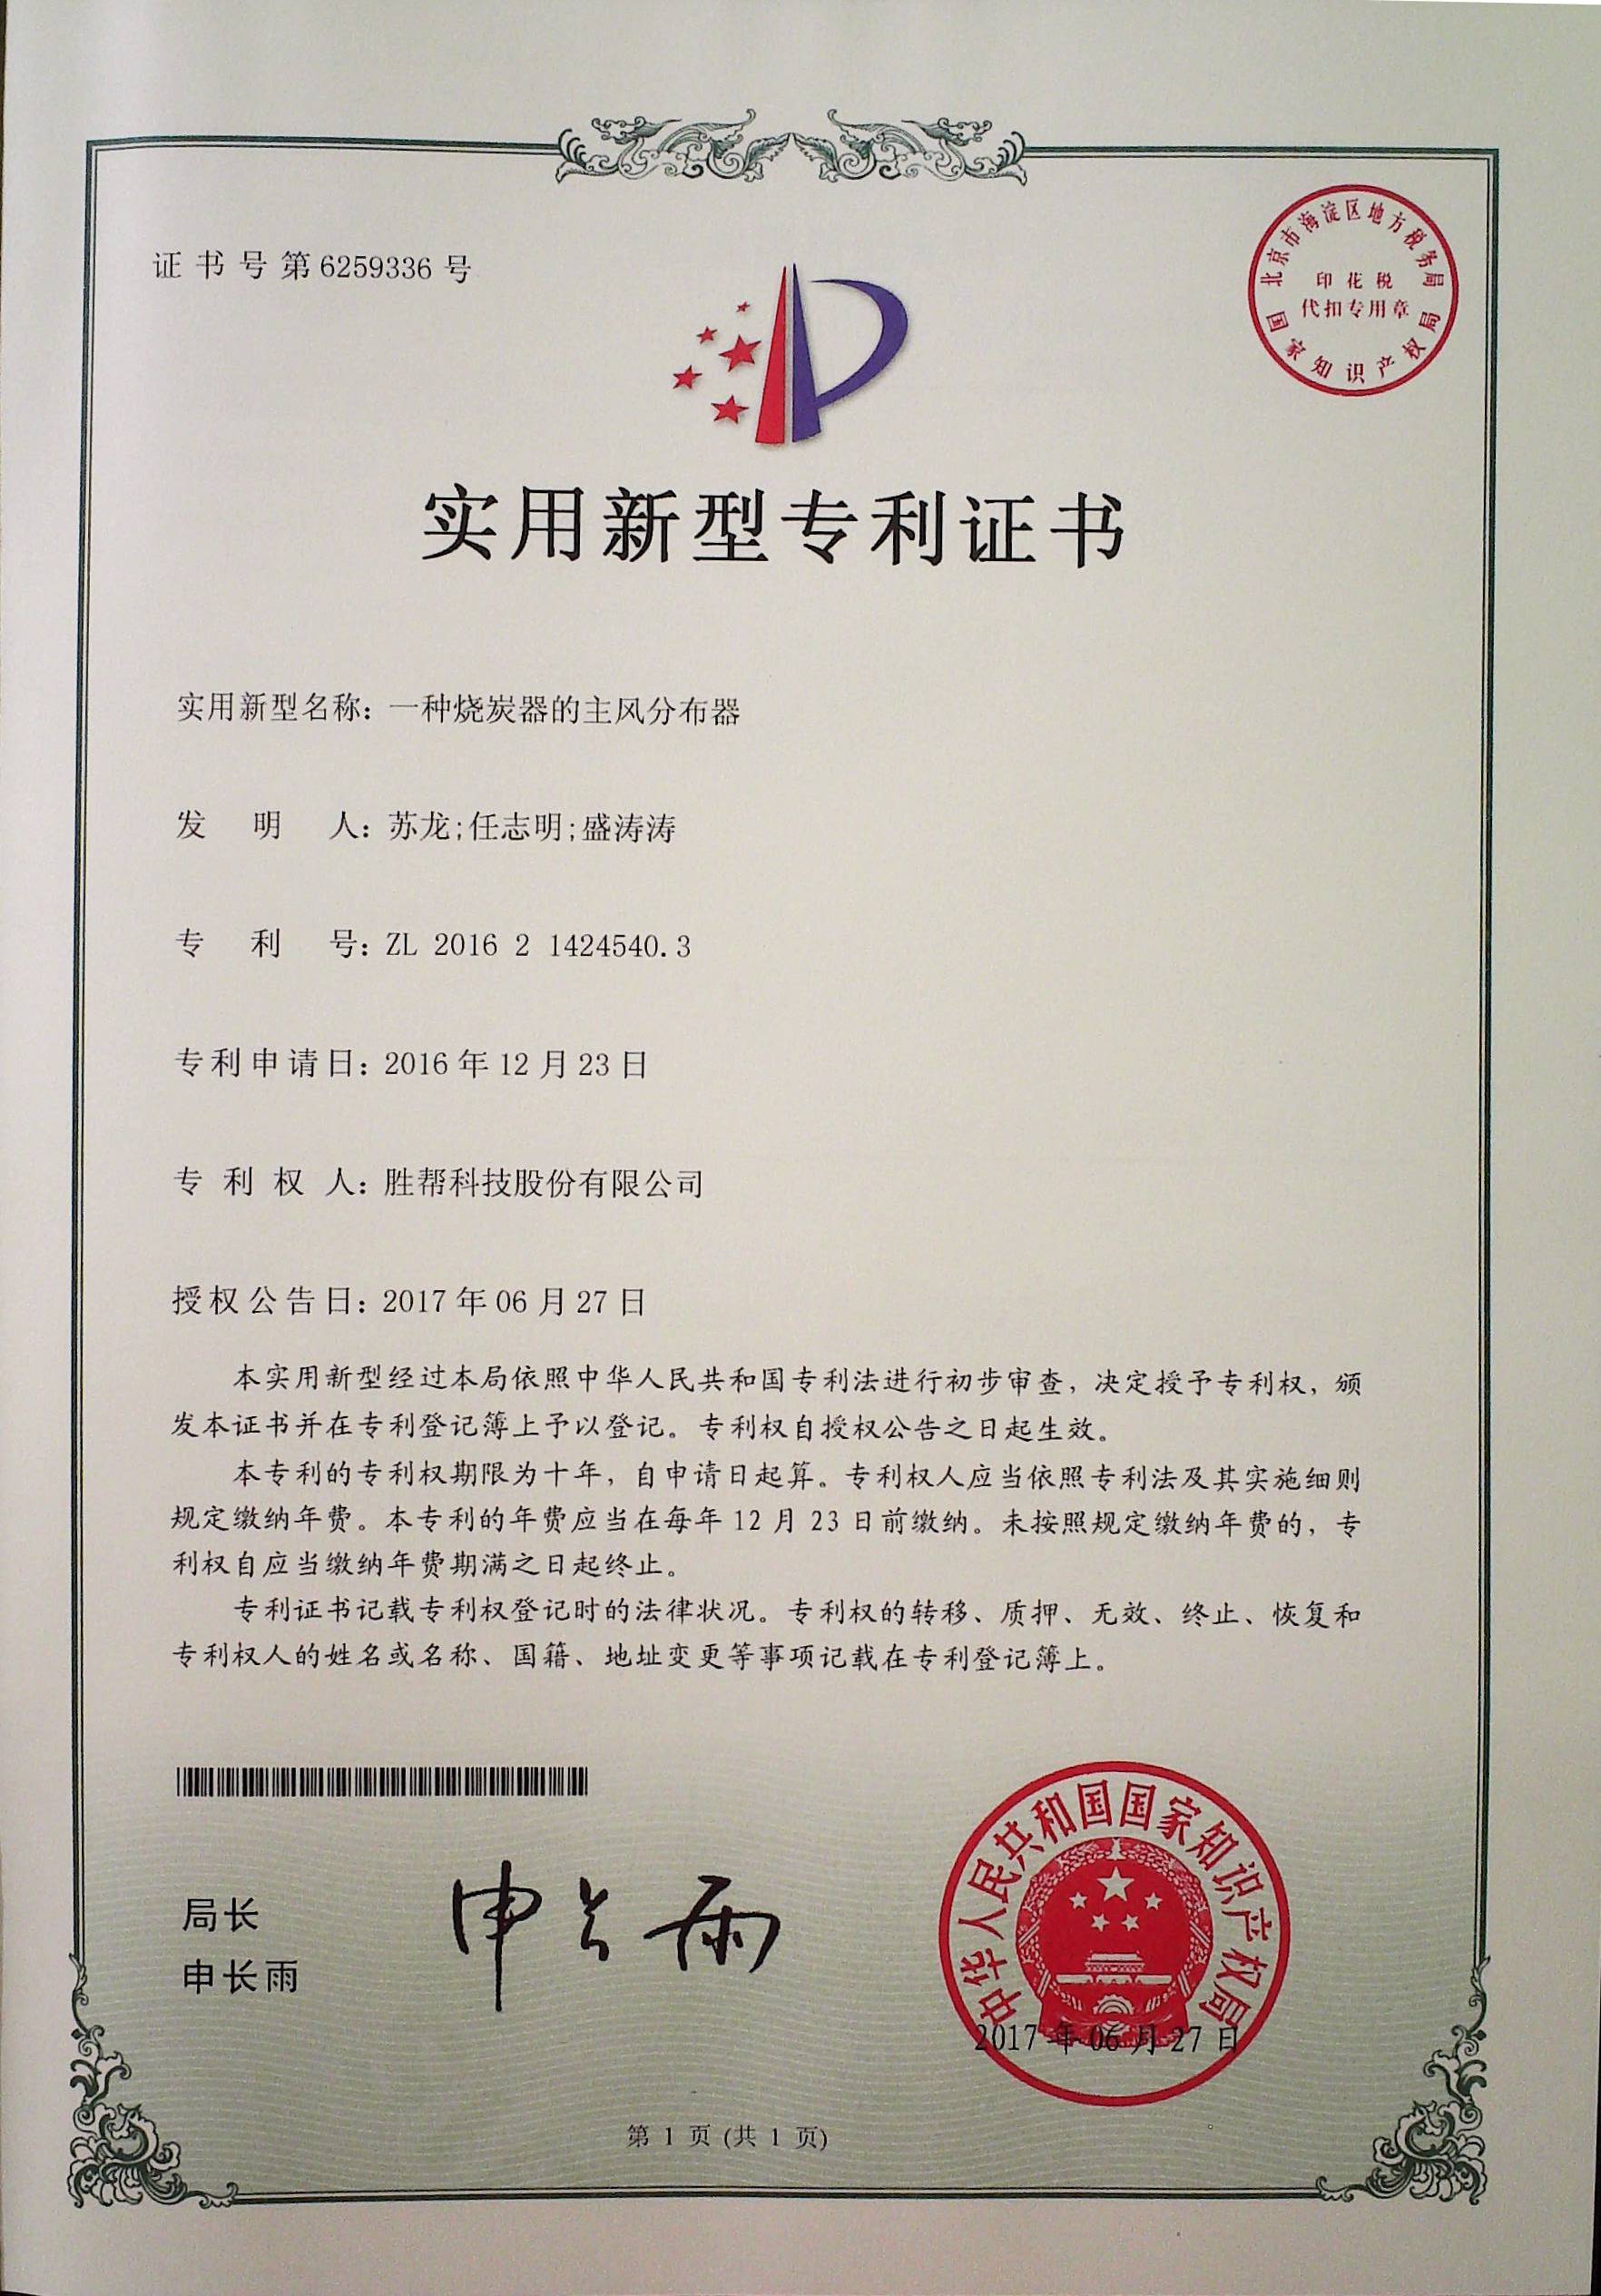 证书号第6259336号
北京市海淀区地方税务局
印花税
代扣专用章
国家知识产权局
实用新型专利证书
实用新型名称：一种烧炭器的主风分布器
发明人：苏龙;任志明;盛涛涛
专利号：ZL 2016 2 1424540.3
专利申请日：2016年12月23日
专利权人：胜帮科技股份有限公司
授权公告日：2017年06月27日
本实用新型经过本局依照中华人民共和国专利法进行初步审查，决定授予专利权，颁
发本证书并在专利登记簿上予以登记。专利权自授权公告之日起生效。
本专利的专利权期限为十年，自申请日起算。专利权人应当依照专利法及其实施细则
规定缴纳年费。本专利的年费应当在每年12月23日前缴纳。未按照规定缴纳年费的，专
利权自应当缴纳年费期满之日起终止。
专利证书记载专利权登记时的法律状况。专利权的转移、质押、无效、终止、恢复和
专利权人的姓名或名称、国籍、地址变更等事项记载在专利登记簿上。
局长
申长雨
申长雨
中华人民共和国国家知识产权局
2017年06月27日
第1页(共1页)